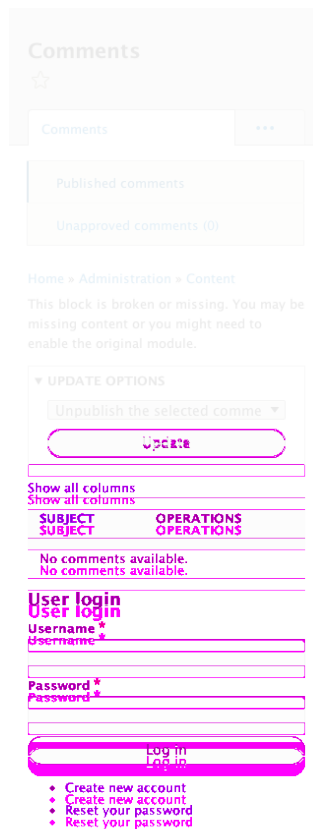 Comments
Comments
•••
Published comments
Unapproved comments (0)
Home » Administration » Content
This block is broken or missing. You may be
missing content or you might need to
enable the original module.
▼ UPDATE OPTIONS
Unpublish the selected comme ▼
Update
Show all columns
Show all columns
SUBJECT OPERATIONS
SUBJECT OPERATIONS
No comments available.
No comments available.
User login
User login
Username *
Username *
Password *
Password *
Log in
Log in
Create new account
Create new account
Reset your password
Reset your password